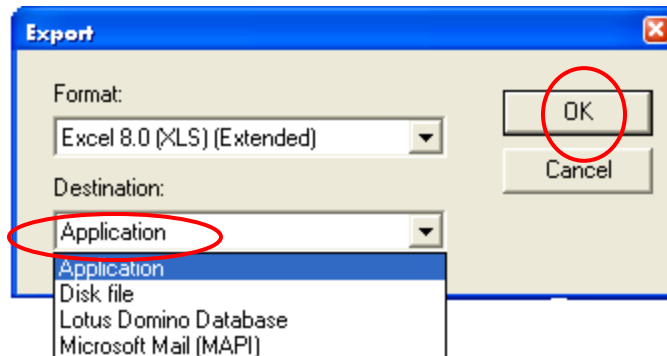 Export
Format:
Excel 8.0 (XLS) (Extended)
OK
Cancel
Destination:
Application
Application
Disk file
Lotus Domino Database
Microsoft Mail (MAPI)